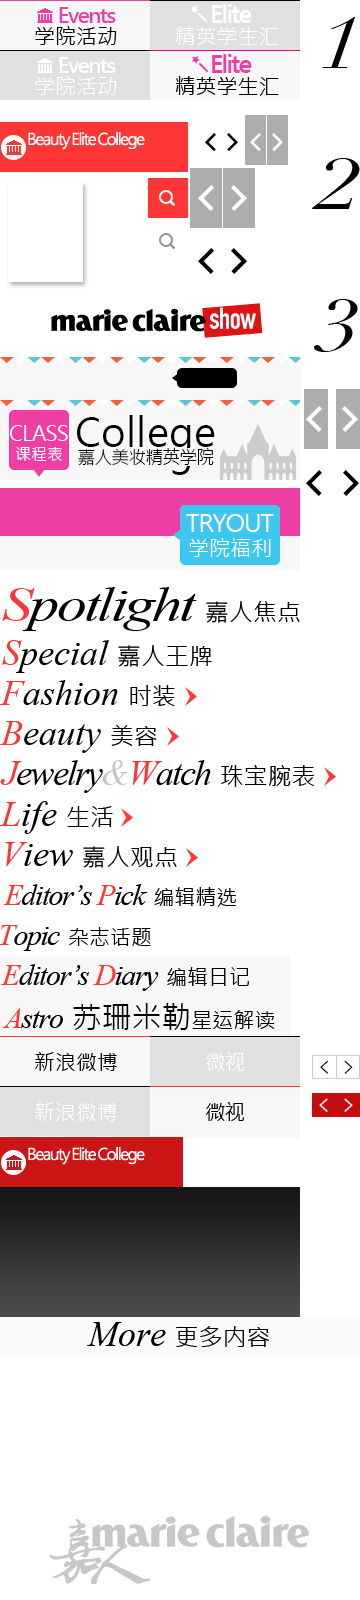 Events
学院活动
Elite
精英学生汇
1
Events
学院活动
Elite
精英学生汇
Beauty Elite College
2
3
marie claire show
CLASS
课程表
College
嘉人美妆精英学院
TRYOUT
学院福利
Spotlight 嘉人焦点
Special 嘉人王牌
Fashion 时装
Beauty 美容
Jewelry&Watch 珠宝腕表
Life 生活
View 嘉人观点
Editor's Pick 编辑精选
Topic 杂志话题
Editor's Diary 编辑日记
Astro 苏珊米勒星运解读
新浪微博
微视
新浪微博
微视
Beauty Elite College
More 更多内容
marie claire
嘉人